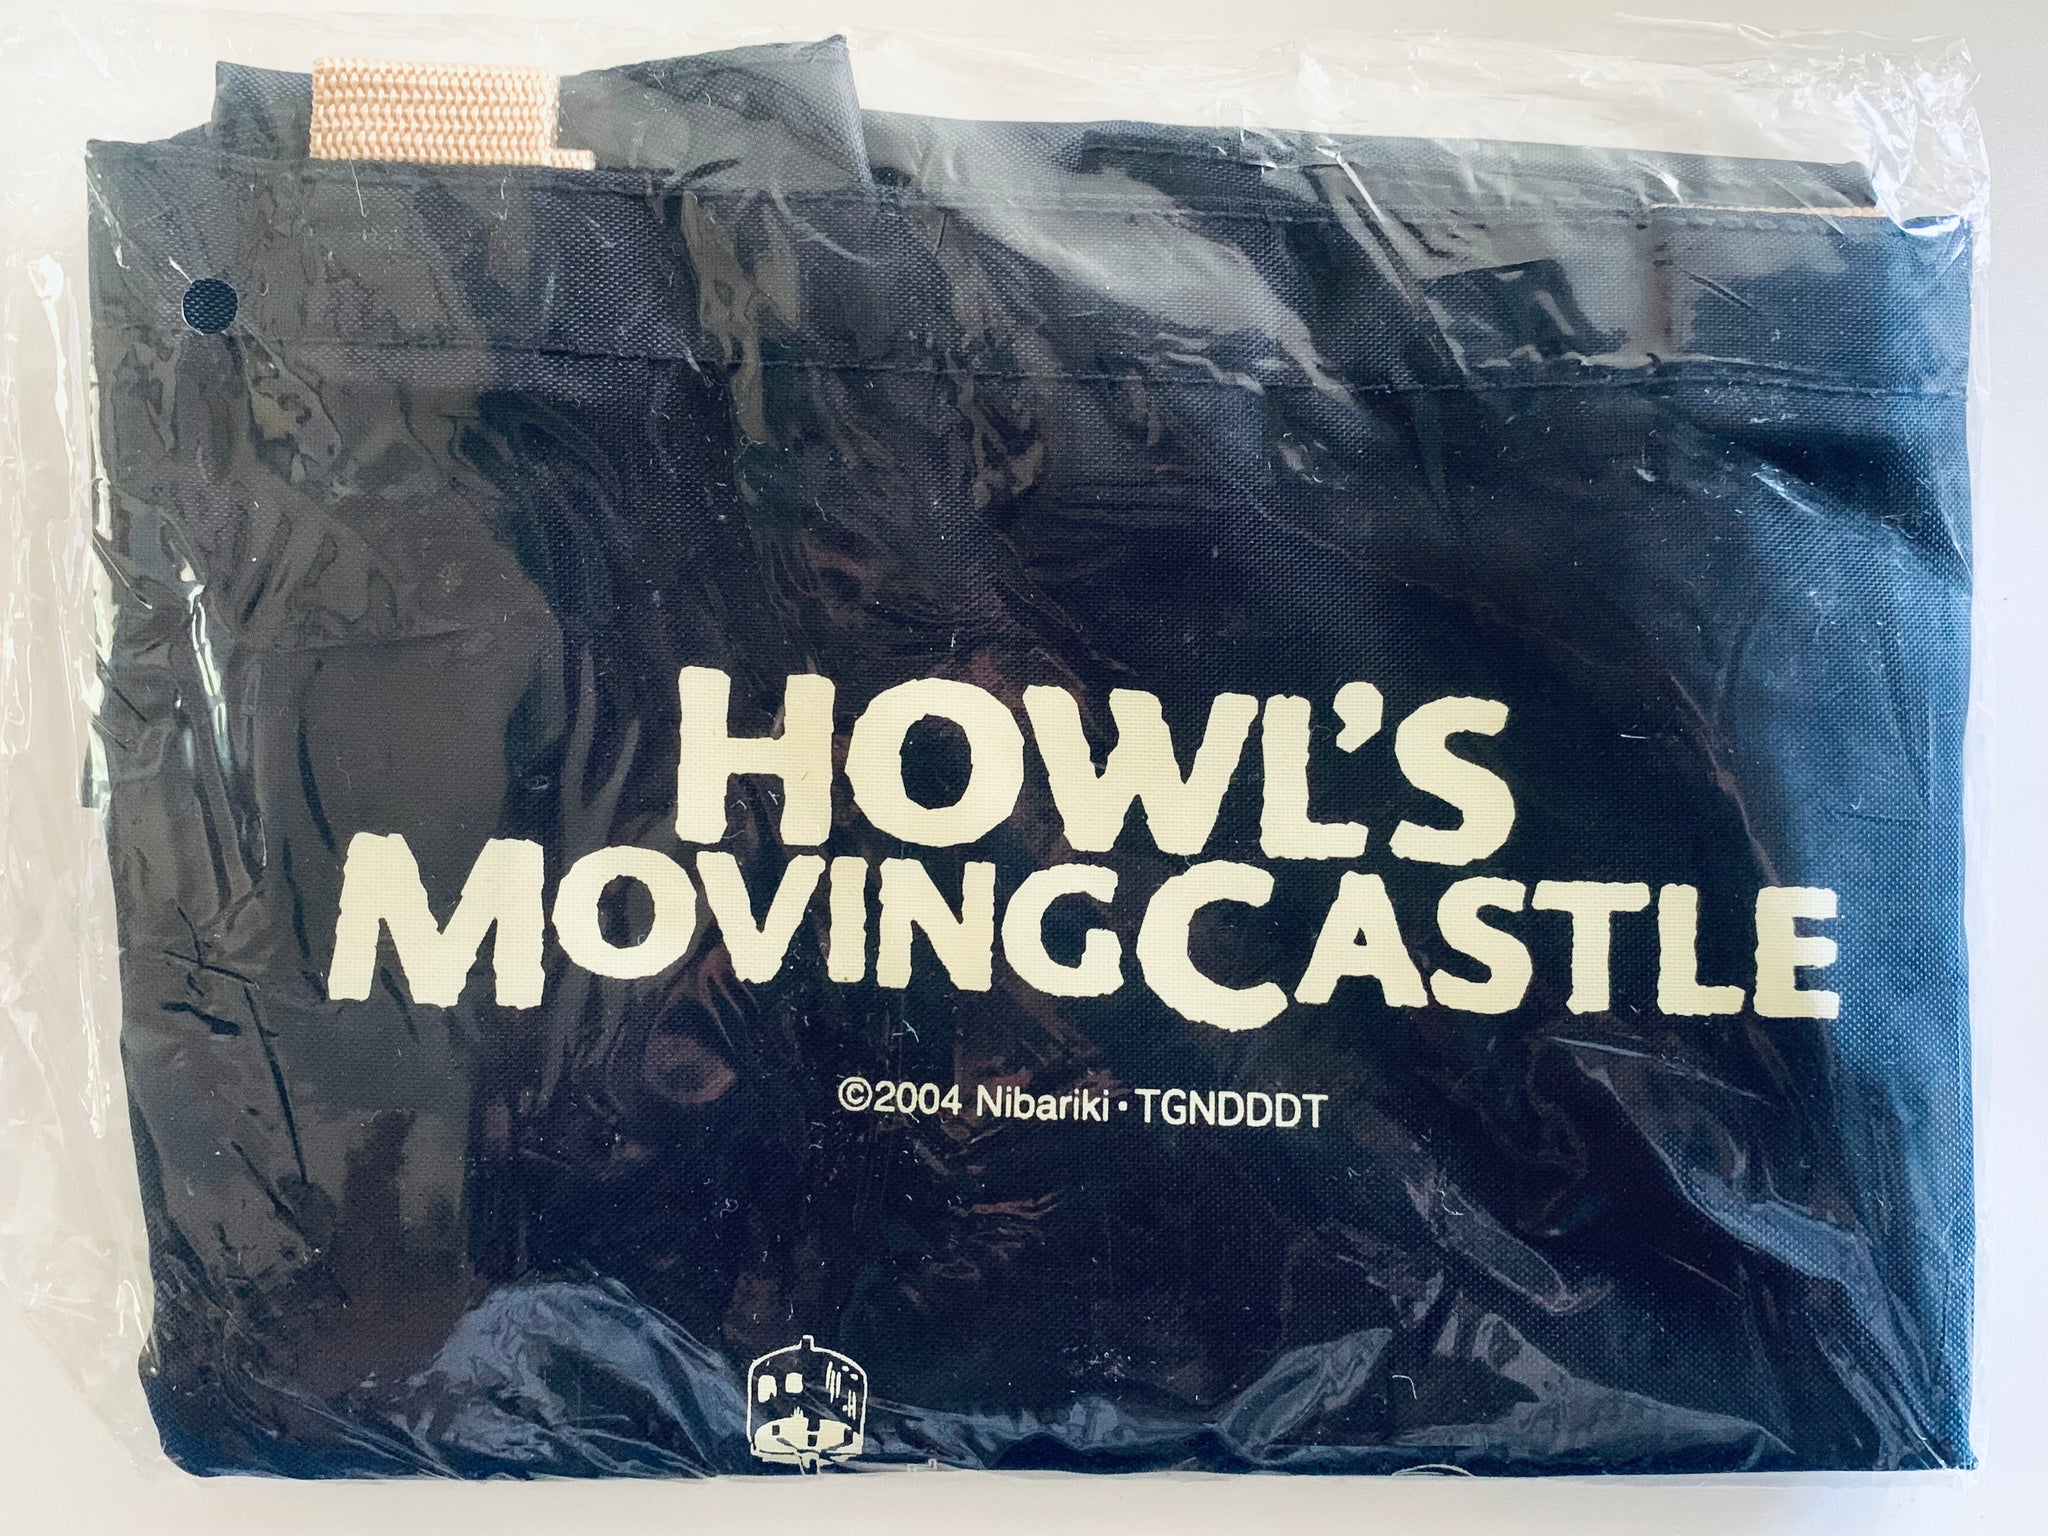 HOWL'S
MOVING CASTLE
©2004 Nibariki・TGNDDDT